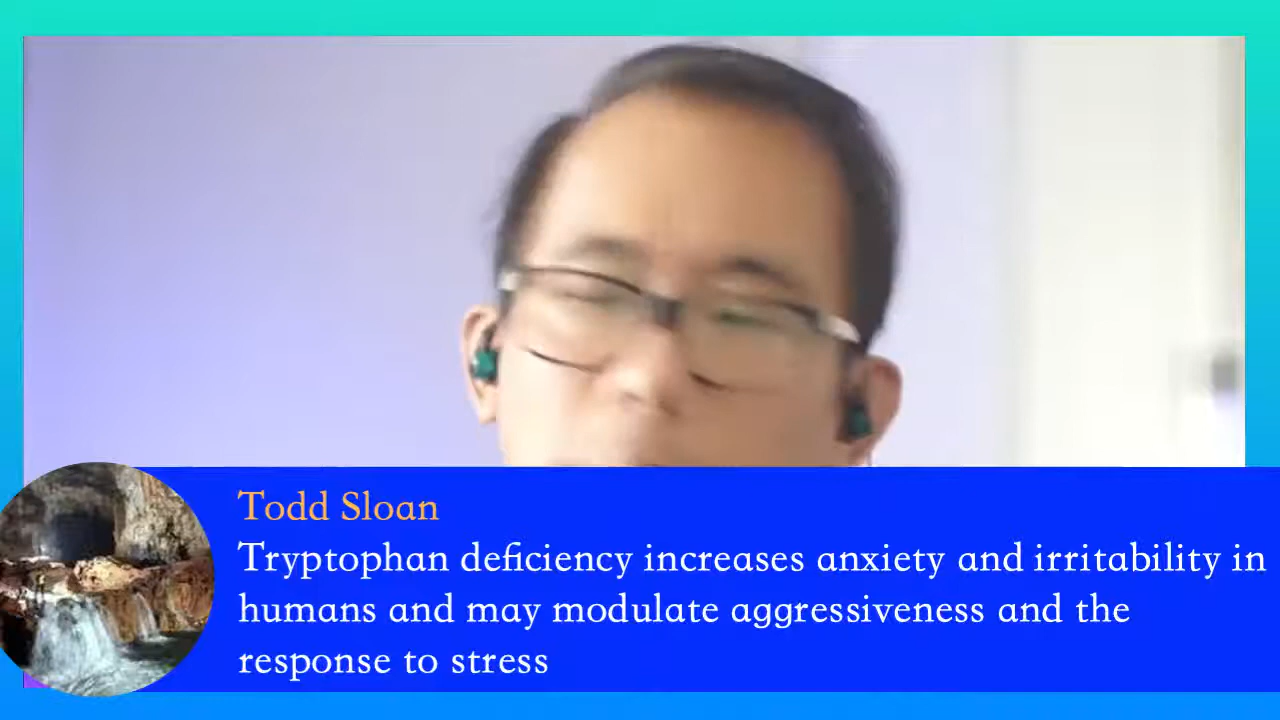 Todd Sloan
Tryptophan deficiency increases anxiety and irritability in
humans and may modulate aggressiveness and the
response to stress